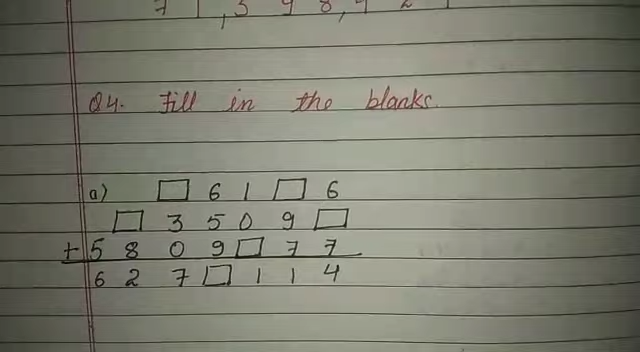 Q4. Fill in the blanks.
a) □ 6 1 □ 6
□ 3 5 0 9 □
+ 5 8 0 9 □ 7 7
6 2 7 □ 1 1 4